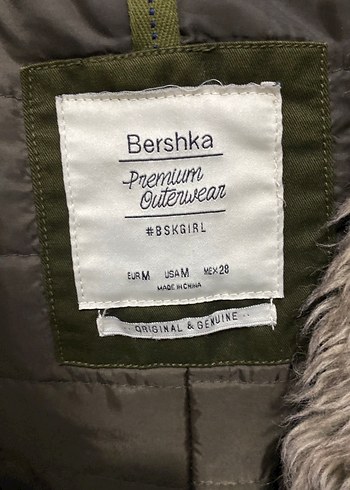 Bershka
Premium
Outerwear
#BSKGIRL
EUR M USA M MEX 28
MADE IN CHINA
ORIGINAL & GENUINE